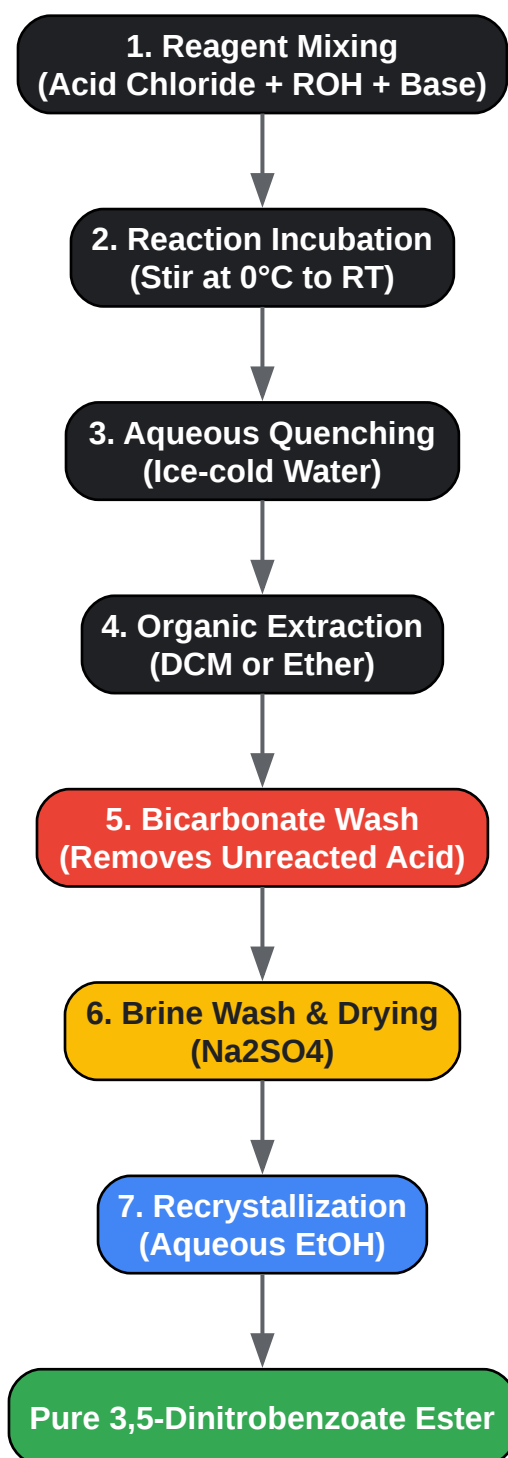 1. Reagent Mixing
(Acid Chloride + ROH + Base)
2. Reaction Incubation
(Stir at 0°C to RT)
3. Aqueous Quenching
(Ice-cold Water)
4. Organic Extraction
(DCM or Ether)
5. Bicarbonate Wash
(Removes Unreacted Acid)
6. Brine Wash & Drying
(Na2SO4)
7. Recrystallization
(Aqueous EtOH)
Pure 3,5-Dinitrobenzoate Ester